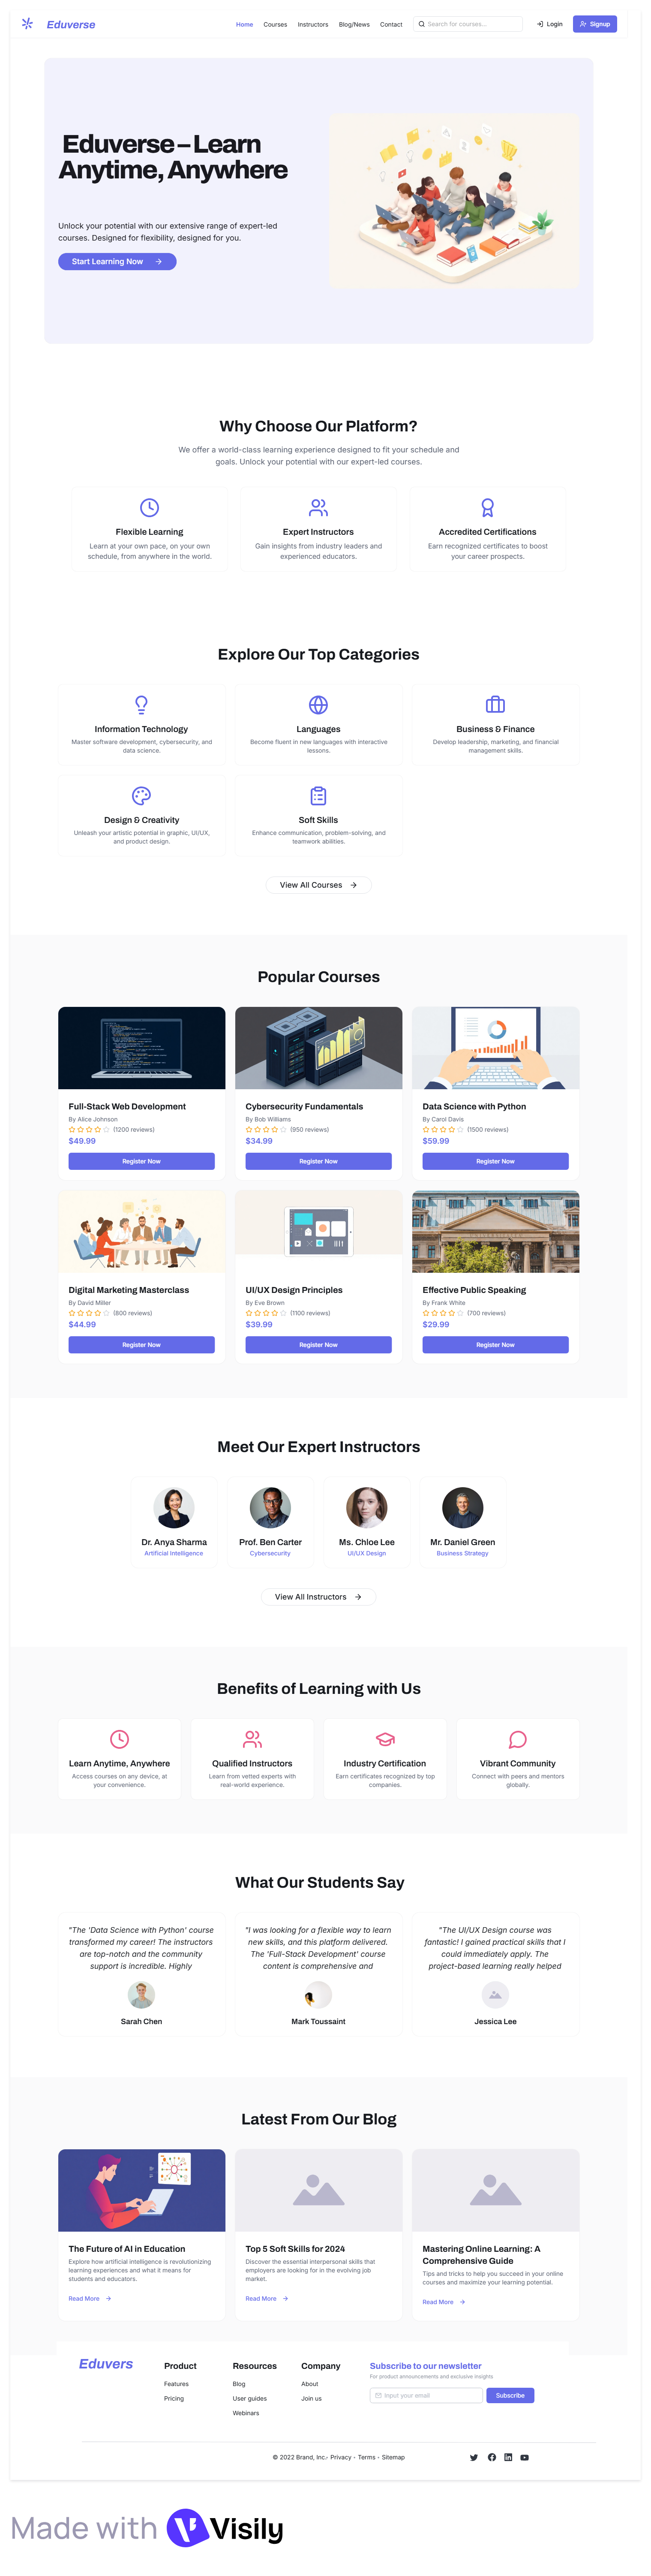 Eduverse
Home Courses Instructors Blog/News Contact Search for courses... Login Signup
Eduverse – Learn
Anytime, Anywhere
Unlock your potential with our extensive range of expert-led
courses. Designed for flexibility, designed for you.
Start Learning Now
Why Choose Our Platform?
We offer a world-class learning experience designed to fit your schedule and
goals. Unlock your potential with our expert-led courses.
Flexible Learning
Learn at your own pace, on your own
schedule, from anywhere in the world.
Expert Instructors
Gain insights from industry leaders and
experienced educators.
Accredited Certifications
Earn recognized certificates to boost
your career prospects.
Explore Our Top Categories
Information Technology
Master software development, cybersecurity, and
data science.
Languages
Become fluent in new languages with interactive
lessons.
Business & Finance
Develop leadership, marketing, and financial
management skills.
Design & Creativity
Unleash your artistic potential in graphic, UI/UX,
and product design.
Soft Skills
Enhance communication, problem-solving, and
teamwork abilities.
View All Courses
Popular Courses
Full-Stack Web Development
By Alice Johnson
(1200 reviews)
$49.99
Register Now
Cybersecurity Fundamentals
By Bob Williams
(950 reviews)
$34.99
Register Now
Data Science with Python
By Carol Davis
(1500 reviews)
$59.99
Register Now
Digital Marketing Masterclass
By David Miller
(800 reviews)
$44.99
Register Now
UI/UX Design Principles
By Eve Brown
(1100 reviews)
$39.99
Register Now
Effective Public Speaking
By Frank White
(700 reviews)
$29.99
Register Now
Meet Our Expert Instructors
Dr. Anya Sharma
Artificial Intelligence
Prof. Ben Carter
Cybersecurity
Ms. Chloe Lee
UI/UX Design
Mr. Daniel Green
Business Strategy
View All Instructors
Benefits of Learning with Us
Learn Anytime, Anywhere
Access courses on any device, at
your convenience.
Qualified Instructors
Learn from vetted experts with
real-world experience.
Industry Certification
Earn certificates recognized by top
companies.
Vibrant Community
Connect with peers and mentors
globally.
What Our Students Say
"The 'Data Science with Python' course
transformed my career! The instructors
are top-notch and the community
support is incredible. Highly
Sarah Chen
"I was looking for a flexible way to learn
new skills, and this platform delivered.
The 'Full-Stack Development' course
content is comprehensive and
Mark Toussaint
"The UI/UX Design course was
fantastic! I gained practical skills that I
could immediately apply. The
project-based learning really helped
Jessica Lee
Latest From Our Blog
The Future of AI in Education
Explore how artificial intelligence is revolutionizing
learning experiences and what it means for
students and educators.
Read More
Top 5 Soft Skills for 2024
Discover the essential interpersonal skills that
employers are looking for in the evolving job
market.
Read More
Mastering Online Learning: A
Comprehensive Guide
Tips and tricks to help you succeed in your online
courses and maximize your learning potential.
Read More
Eduvers
Product
Features
Pricing
Resources
Blog
User guides
Webinars
Company
About
Join us
Subscribe to our newsletter
For product announcements and exclusive insights
Input your email
Subscribe
© 2022 Brand, Inc.· Privacy · Terms · Sitemap
Made with Visily